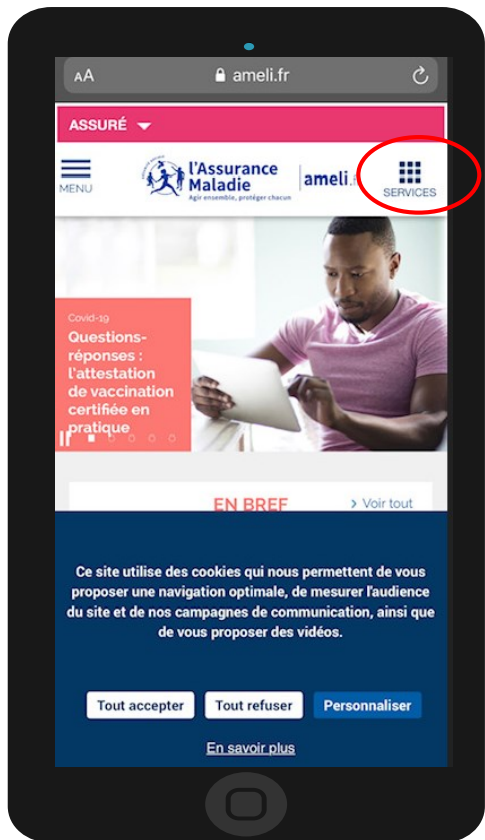 AA ameli.fr
ASSURÉ
MENU
l'Assurance
Maladie
Agir ensemble, protéger chacun
ameli.
SERVICES
Covid-19
Questions-
réponses :
l'attestation
de vaccination
certifiée en
pratique
EN BREF
> Voir tout
Ce site utilise des cookies qui nous permettent de vous
proposer une navigation optimale, de mesurer l'audience
du site et de nos campagnes de communication, ainsi que
de vous proposer des vidéos.
Tout accepter
Tout refuser
Personnaliser
En savoir plus